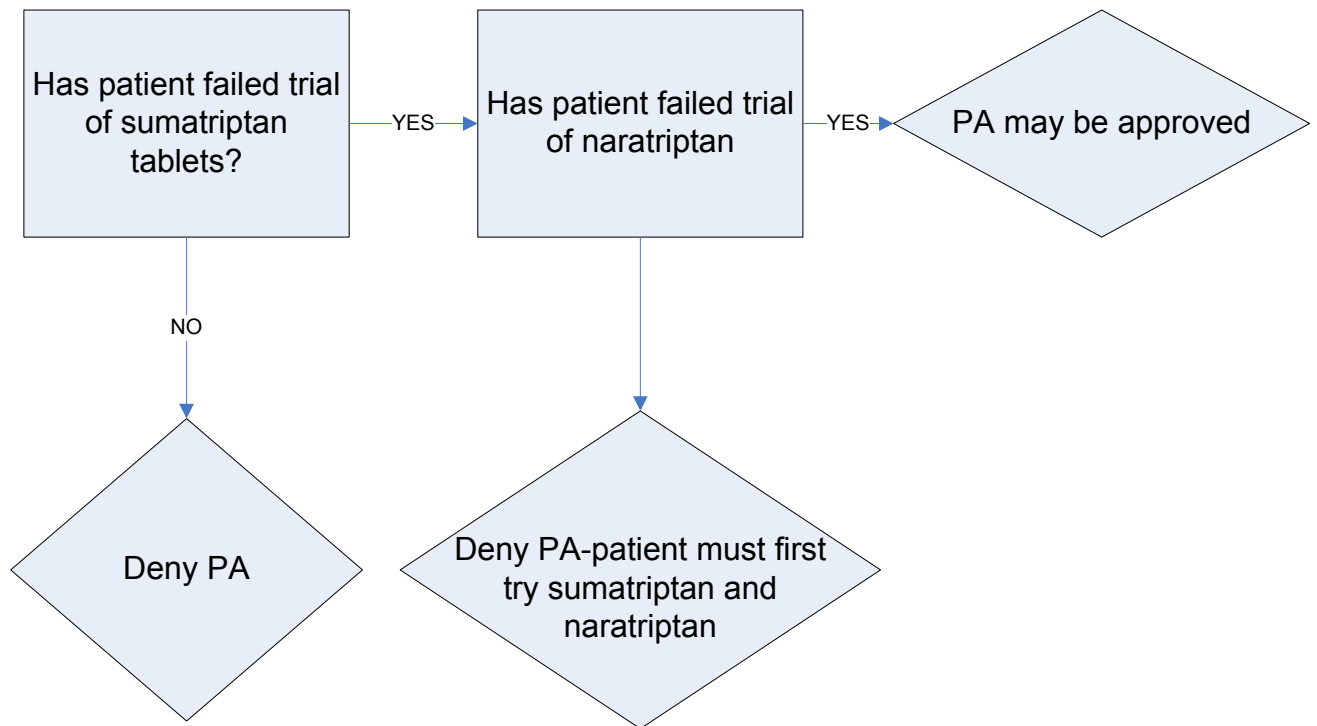 Has patient failed trial
of sumatriptan
tablets?
YES
Has patient failed trial
of naratriptan
YES
PA may be approved
NO
Deny PA
Deny PA-patient must first
try sumatriptan and
naratriptan